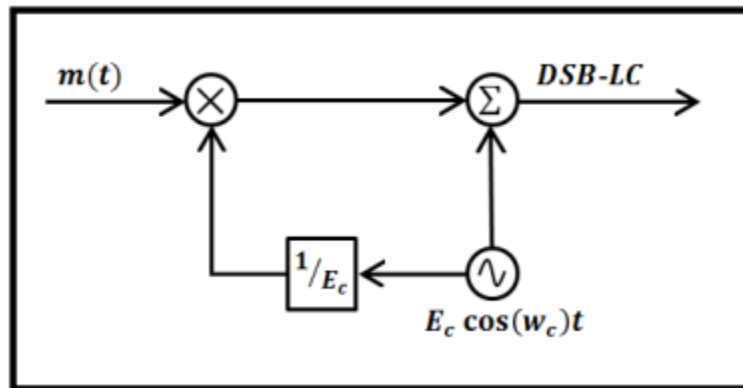 m(t) DSB-LC
×
Σ
1/E_c
E_c cos(w_c)t